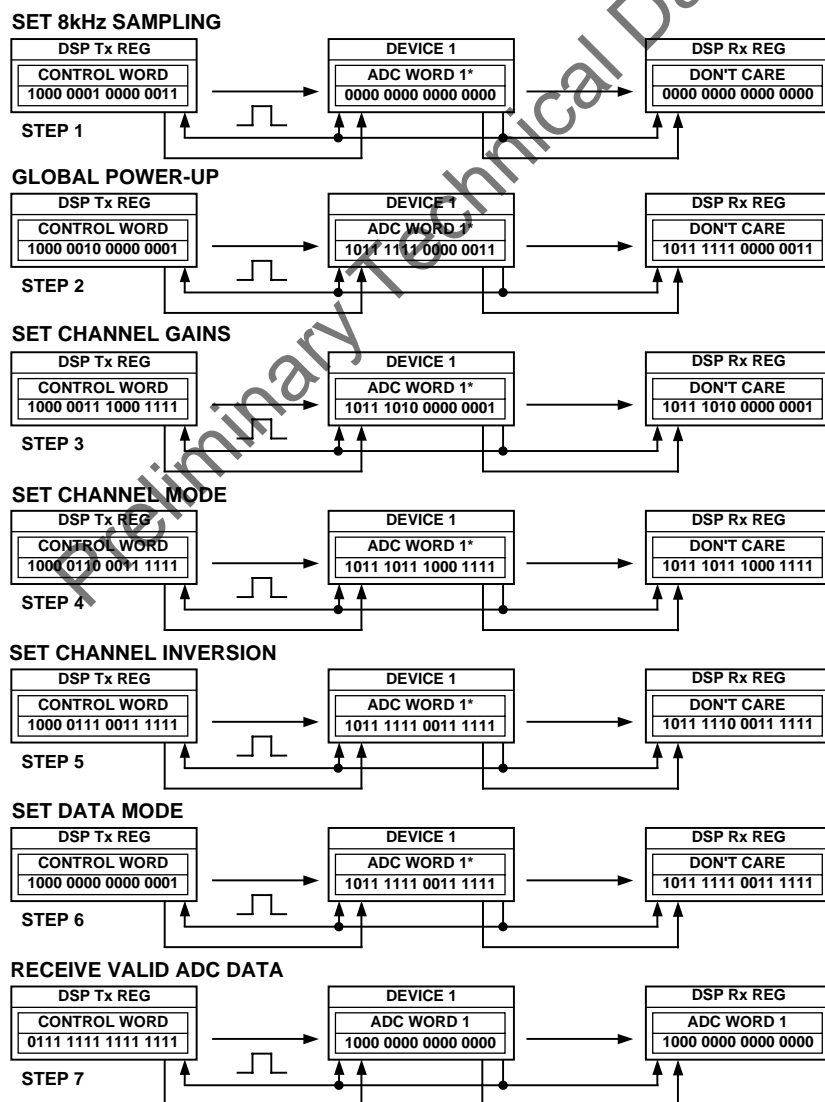 SET 8kHz SAMPLING
DSP Tx REG DEVICE 1 DSP Rx REG
CONTROL WORD ADC WORD 1* DON'T CARE
1000 0001 0000 0011 0000 0000 0000 0000 0000 0000 0000 0000
STEP 1
GLOBAL POWER-UP
DSP Tx REG DEVICE 1 DSP Rx REG
CONTROL WORD ADC WORD 1* DON'T CARE
1000 0010 0000 0001 1011 1111 0000 0011 1011 1111 0000 0011
STEP 2
SET CHANNEL GAINS
DSP Tx REG DEVICE 1 DSP Rx REG
CONTROL WORD ADC WORD 1* DON'T CARE
1000 0011 1000 1111 1011 1010 0000 0001 1011 1010 0000 0001
STEP 3
SET CHANNEL MODE
DSP Tx REG DEVICE 1 DSP Rx REG
CONTROL WORD ADC WORD 1* DON'T CARE
1000 0110 0011 1111 1011 1011 1000 1111 1011 1011 1000 1111
STEP 4
SET CHANNEL INVERSION
DSP Tx REG DEVICE 1 DSP Rx REG
CONTROL WORD ADC WORD 1* DON'T CARE
1000 0111 0011 1111 1011 1111 0011 1111 1011 1110 0011 1111
STEP 5
SET DATA MODE
DSP Tx REG DEVICE 1 DSP Rx REG
CONTROL WORD ADC WORD 1* DON'T CARE
1000 0000 0000 0001 1011 1111 0011 1111 1011 1111 0011 1111
STEP 6
RECEIVE VALID ADC DATA
DSP Tx REG DEVICE 1 DSP Rx REG
CONTROL WORD ADC WORD 1 ADC WORD 1
0111 1111 1111 1111 1000 0000 0000 0000 1000 0000 0000 0000
STEP 7
Preliminary Technical Da